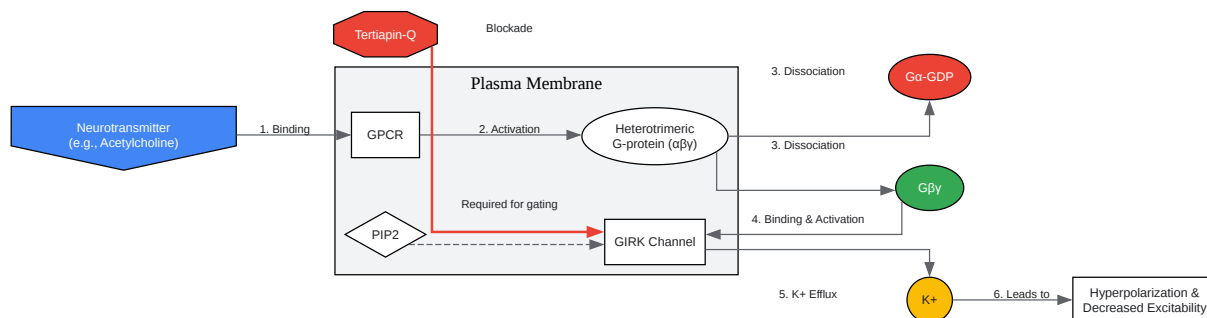 Tertiapin-Q
Blockade
Plasma Membrane
3. Dissociation
Gα-GDP
Neurotransmitter
(e.g., Acetylcholine)
1. Binding
GPCR
2. Activation
Heterotrimeric
G-protein (αβγ)
3. Dissociation
Gβγ
Required for gating
4. Binding & Activation
PIP2
GIRK Channel
5. K+ Efflux
K+
6. Leads to
Hyperpolarization &
Decreased Excitability